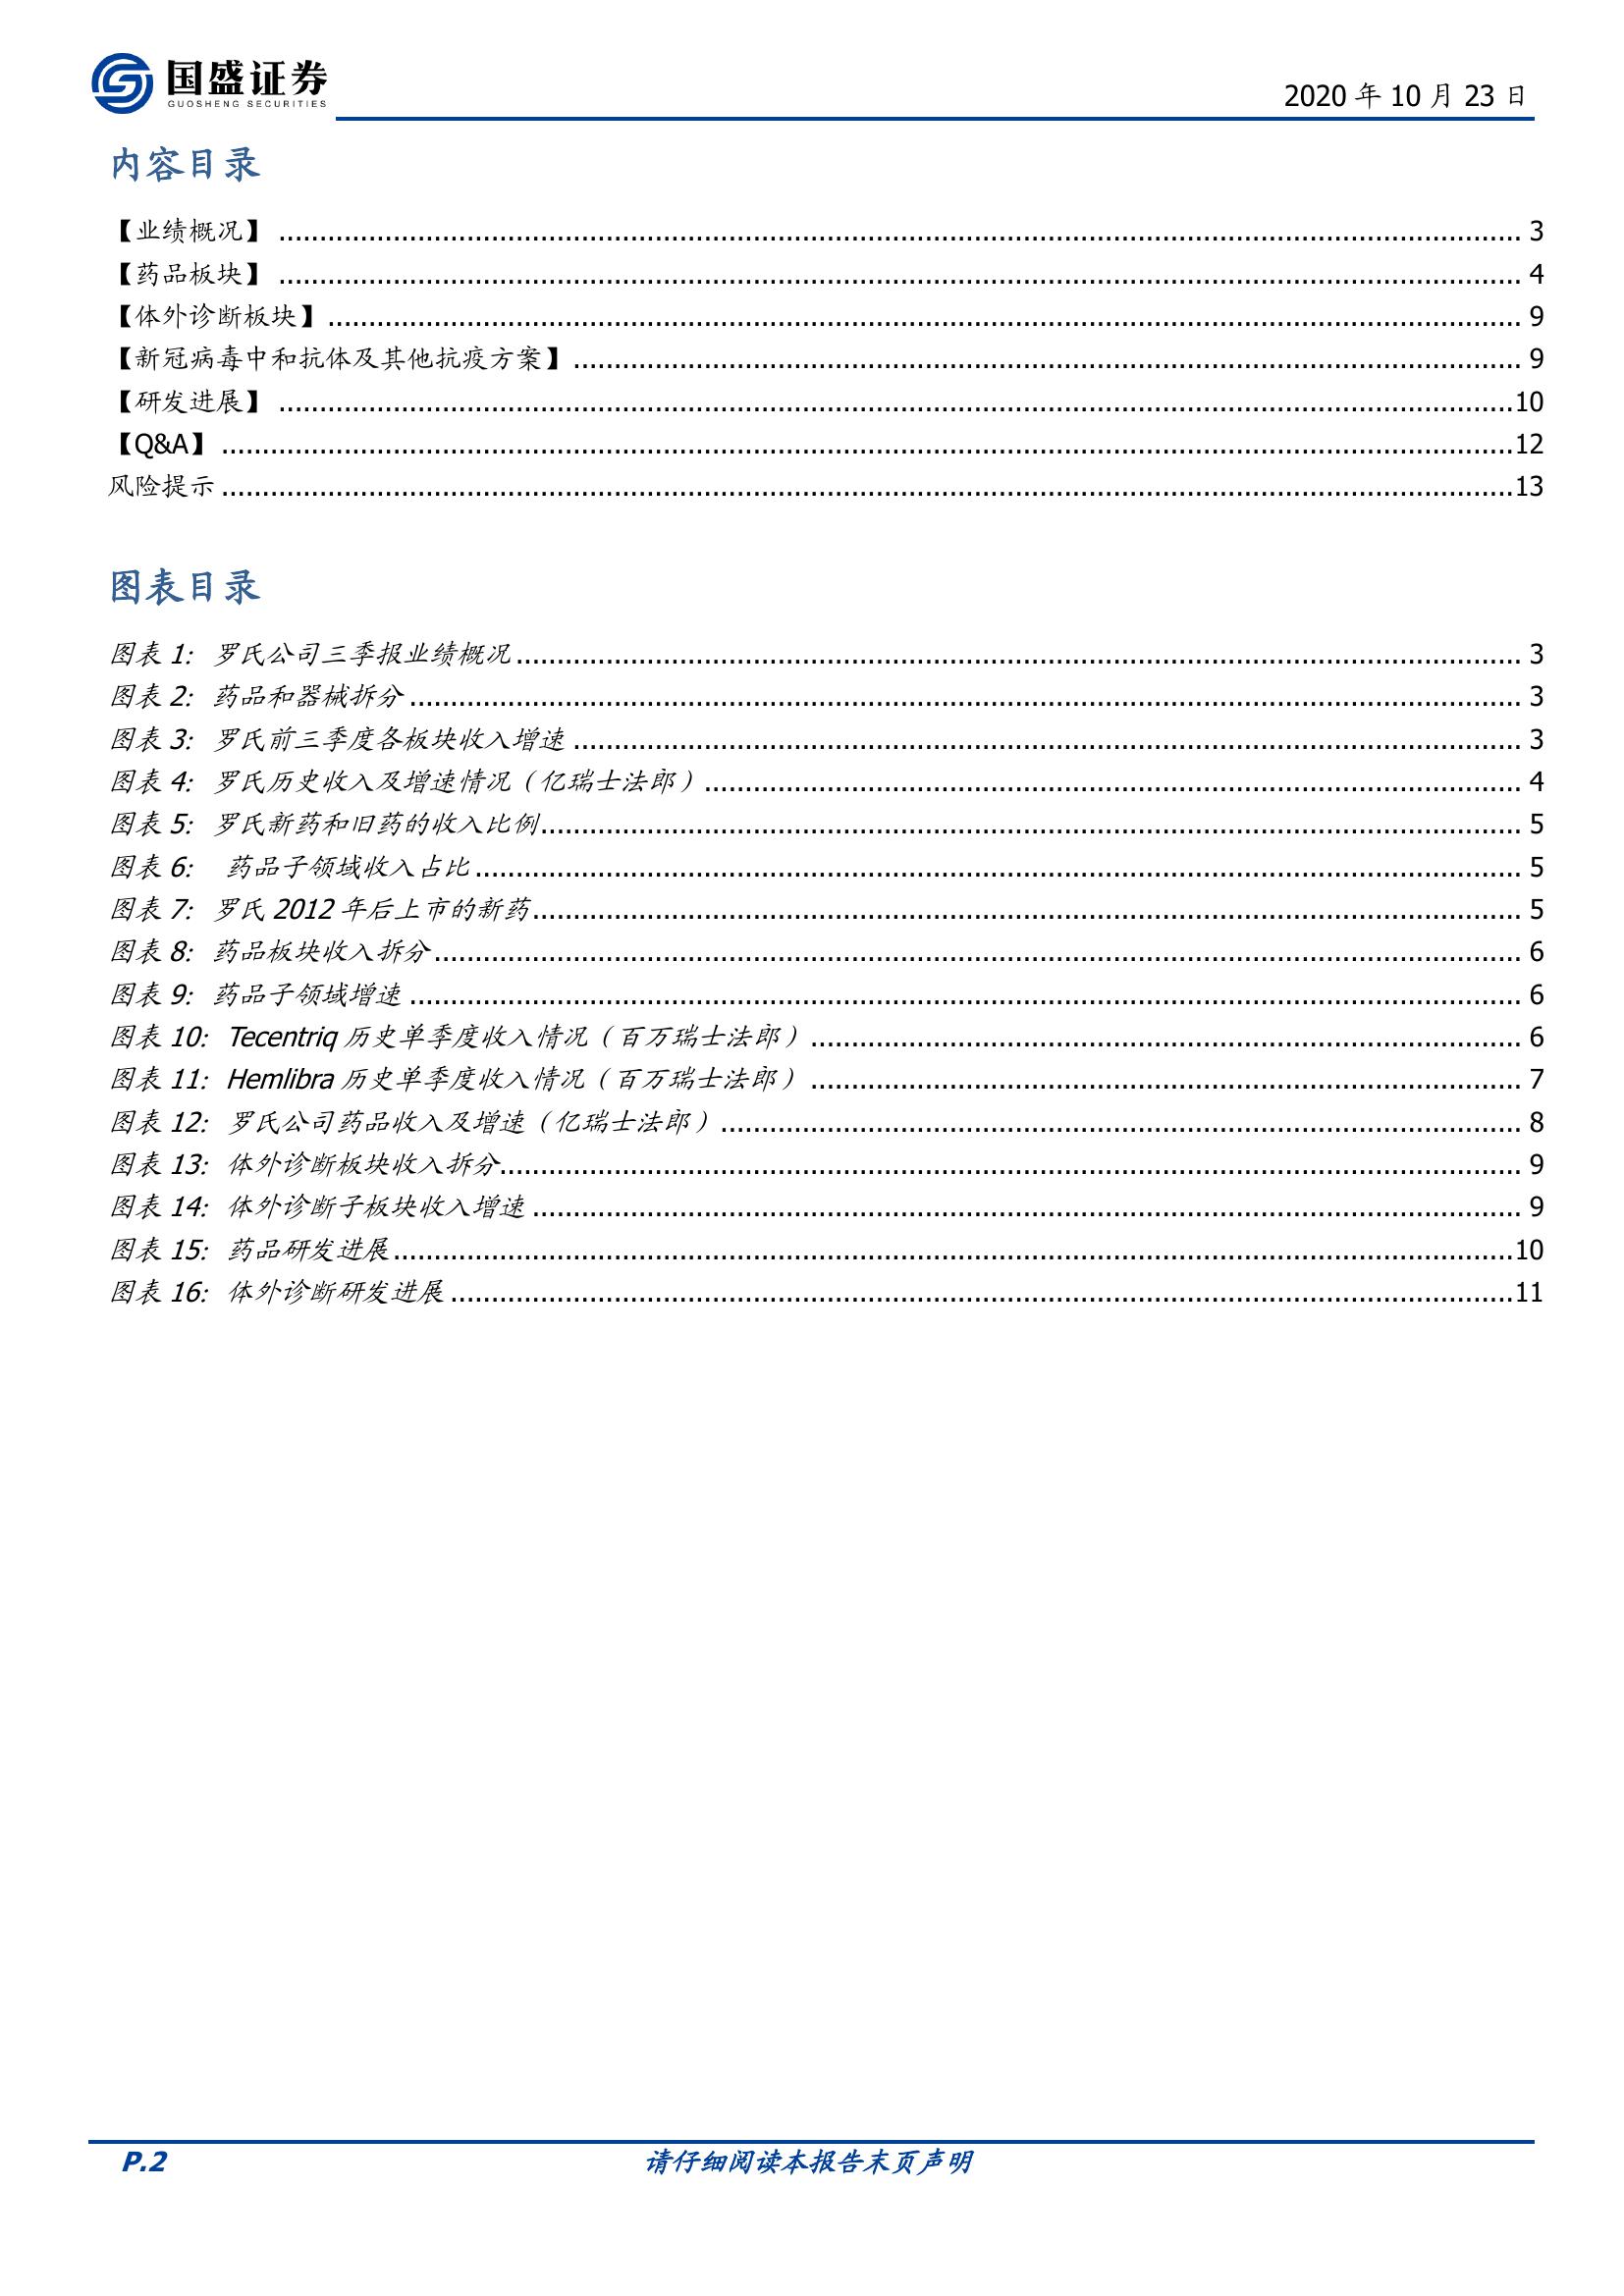 国盛证券
GUOSHENG SECURITIES
2020 年 10 月 23 日
内容目录
【业绩概况】 ........................................ 3
【药品板块】 ........................................ 4
【体外诊断板块】 ........................................ 9
【新冠病毒中和抗体及其他抗疫方案】 ........................................ 9
【研发进展】 ........................................10
【Q&A】 ........................................12
风险提示 ........................................13
图表目录
图表 1: 罗氏公司三季报业绩概况 ........................................ 3
图表 2: 药品和器械拆分 ........................................ 3
图表 3: 罗氏前三季度各板块收入增速 ........................................ 3
图表 4: 罗氏历史收入及增速情况（亿瑞士法郎） ........................................ 4
图表 5: 罗氏新药和旧药的收入比例 ........................................ 5
图表 6: 药品子领域收入占比 ........................................ 5
图表 7: 罗氏 2012 年后上市的新药 ........................................ 5
图表 8: 药品板块收入拆分 ........................................ 6
图表 9: 药品子领域增速 ........................................ 6
图表 10: Tecentriq 历史单季度收入情况（百万瑞士法郎） ........................................ 6
图表 11: Hemlibra 历史单季度收入情况（百万瑞士法郎） ........................................ 7
图表 12: 罗氏公司药品收入及增速（亿瑞士法郎） ........................................ 8
图表 13: 体外诊断板块收入拆分 ........................................ 9
图表 14: 体外诊断子板块收入增速 ........................................ 9
图表 15: 药品研发进展 ........................................10
图表 16: 体外诊断研发进展 ........................................11
P.2 请仔细阅读本报告末页声明